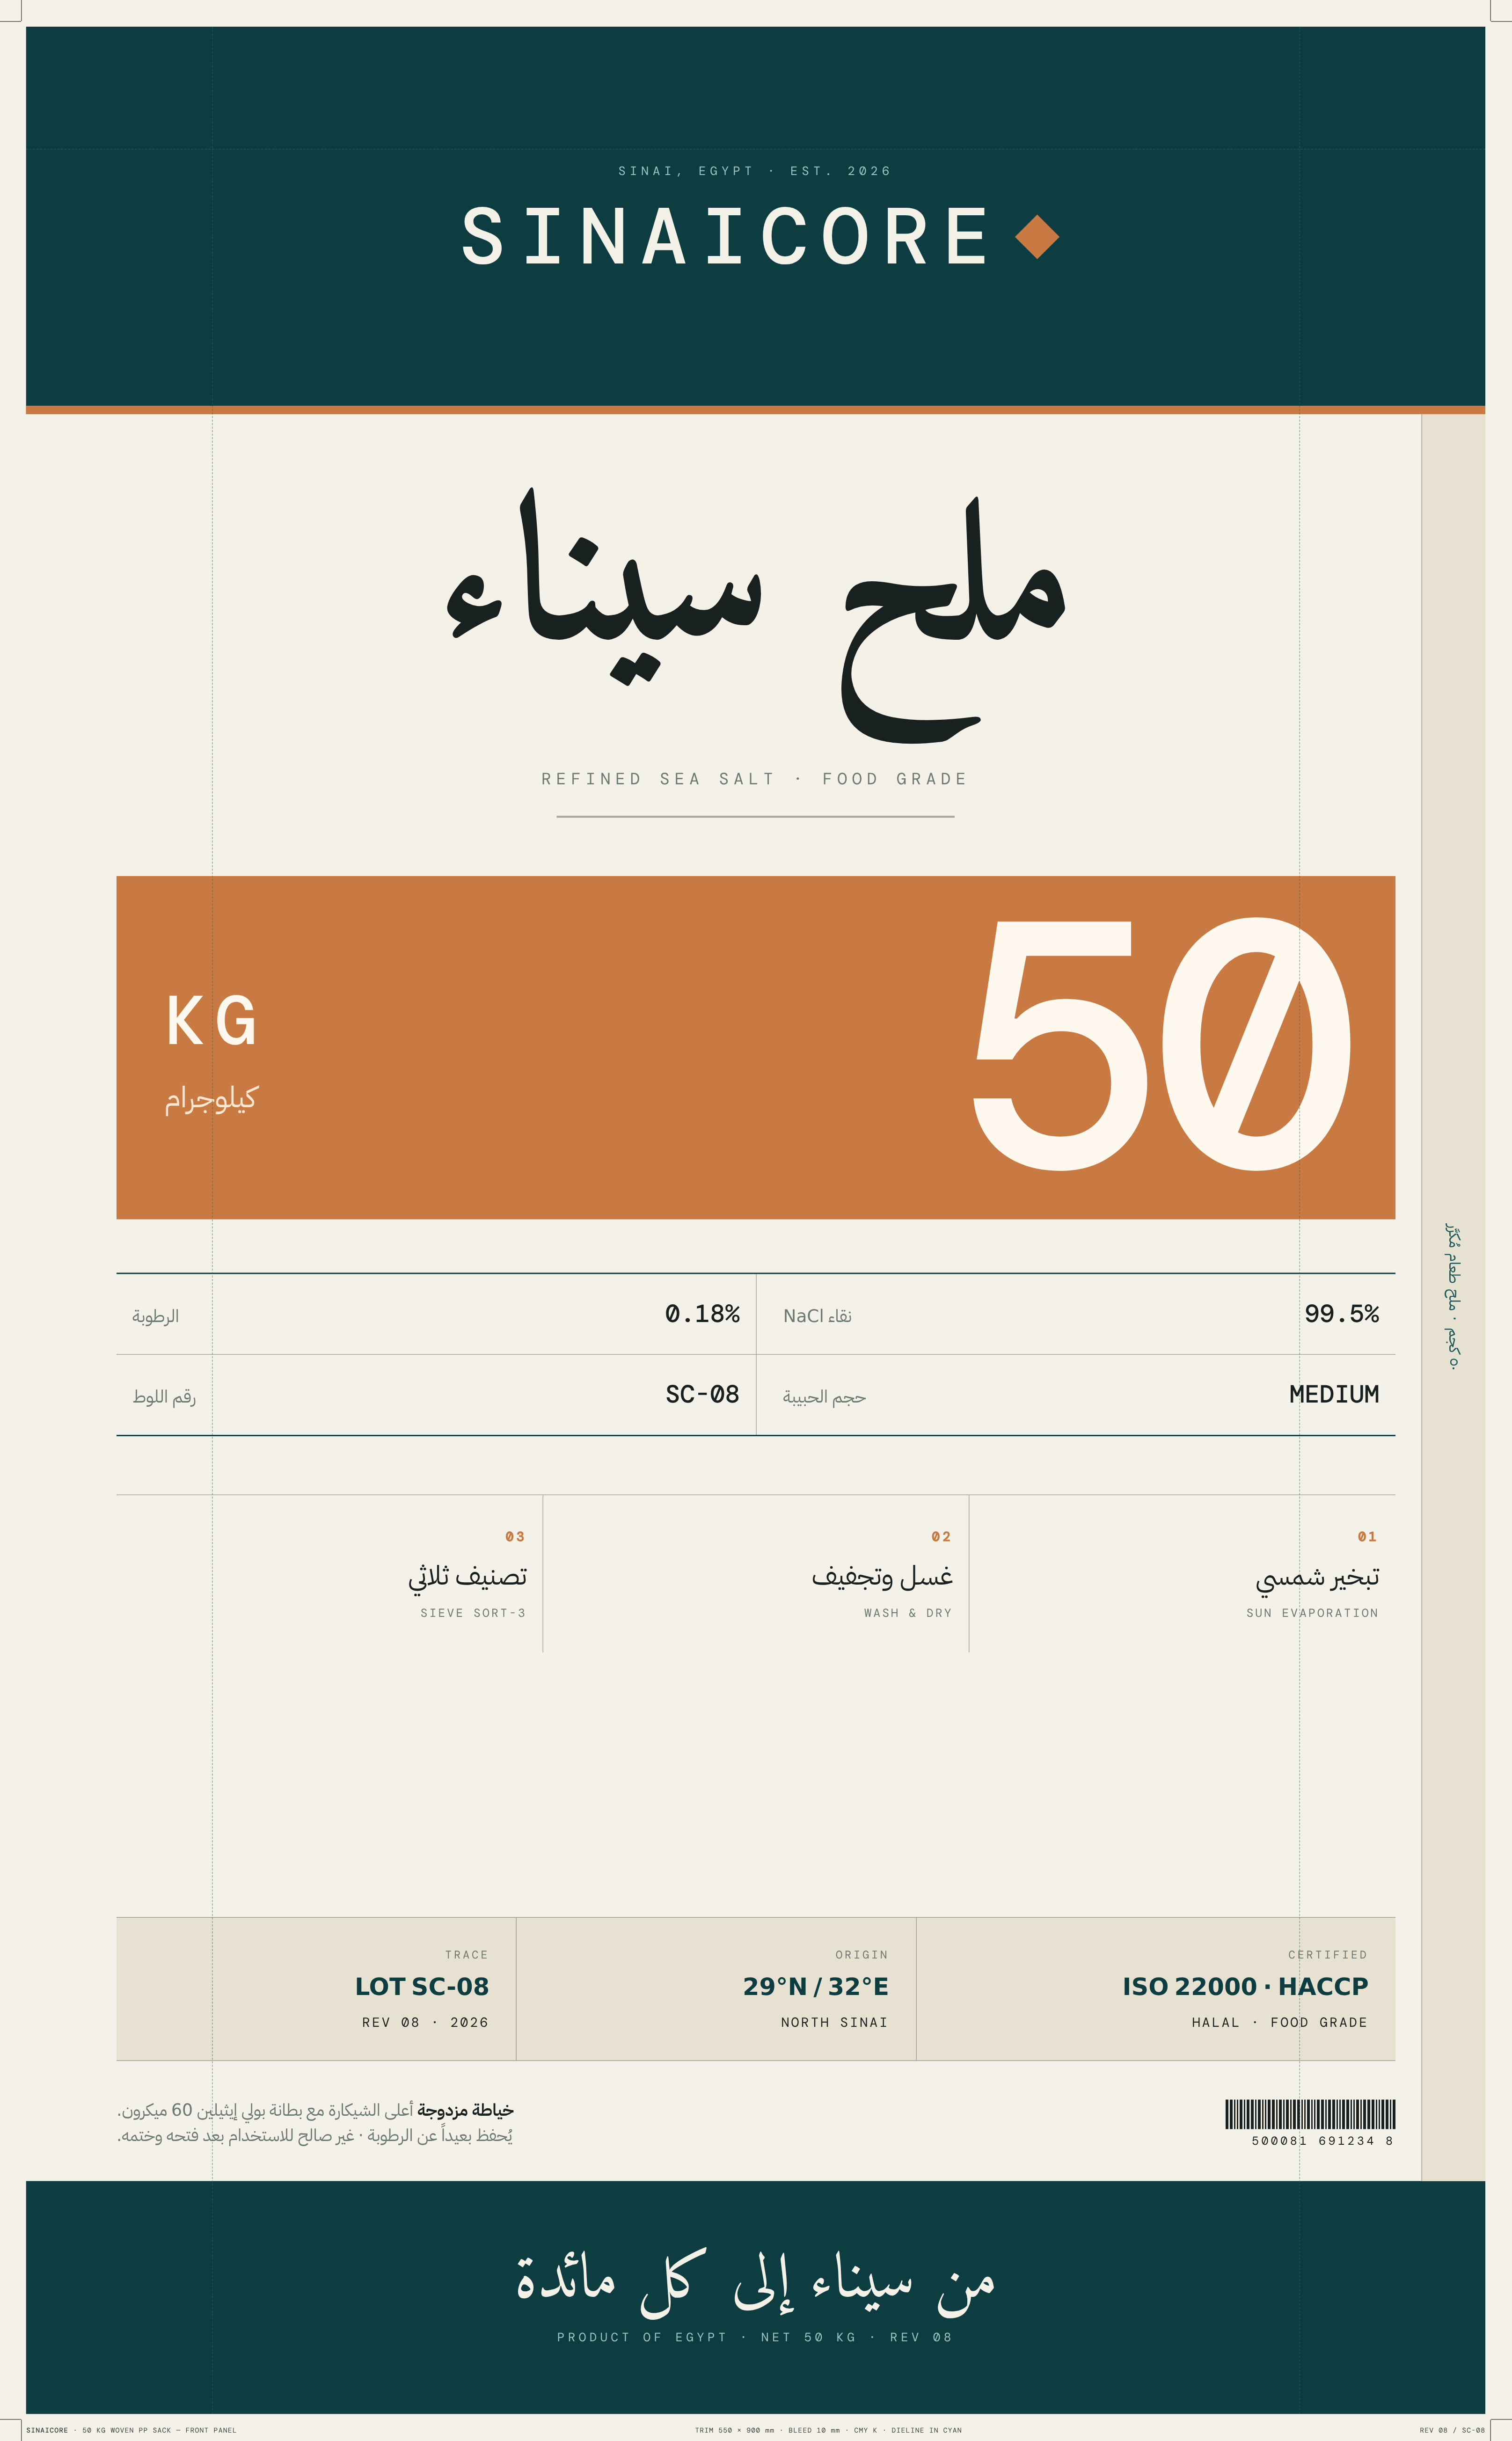 SINAI, EGYPT · EST. 2026
SINAICORE
ملح سيناء
REFINED SEA SALT · FOOD GRADE
50
KG
كيلوجرام
99.5%
نقاء NaCl
0.18%
الرطوبة
MEDIUM
حجم الحبيبة
SC-08
رقم اللوط
01
تبخير شمسي
SUN EVAPORATION
02
غسل وتجفيف
WASH & DRY
03
تصنيف ثلاثي
SIEVE SORT-3
CERTIFIED
ISO 22000 · HACCP
HALAL · FOOD GRADE
ORIGIN
29°N / 32°E
NORTH SINAI
TRACE
LOT SC-08
REV 08 · 2026
500081 691234 8
خياطة مزدوجة أعلى الشيكارة مع بطانة بولي إيثيلين 60 ميكرون.
يُحفظ بعيداً عن الرطوبة · غير صالح للاستخدام بعد فتحه وختمه.
٥٠ كجم · ملح طعام مُكرَّر
من سيناء إلى كل مائدة
PRODUCT OF EGYPT · NET 50 KG · REV 08
SINAICORE · 50 KG WOVEN PP SACK — FRONT PANEL
TRIM 550 × 900 mm · BLEED 10 mm · CMY K · DIELINE IN CYAN
REV 08 / SC-08